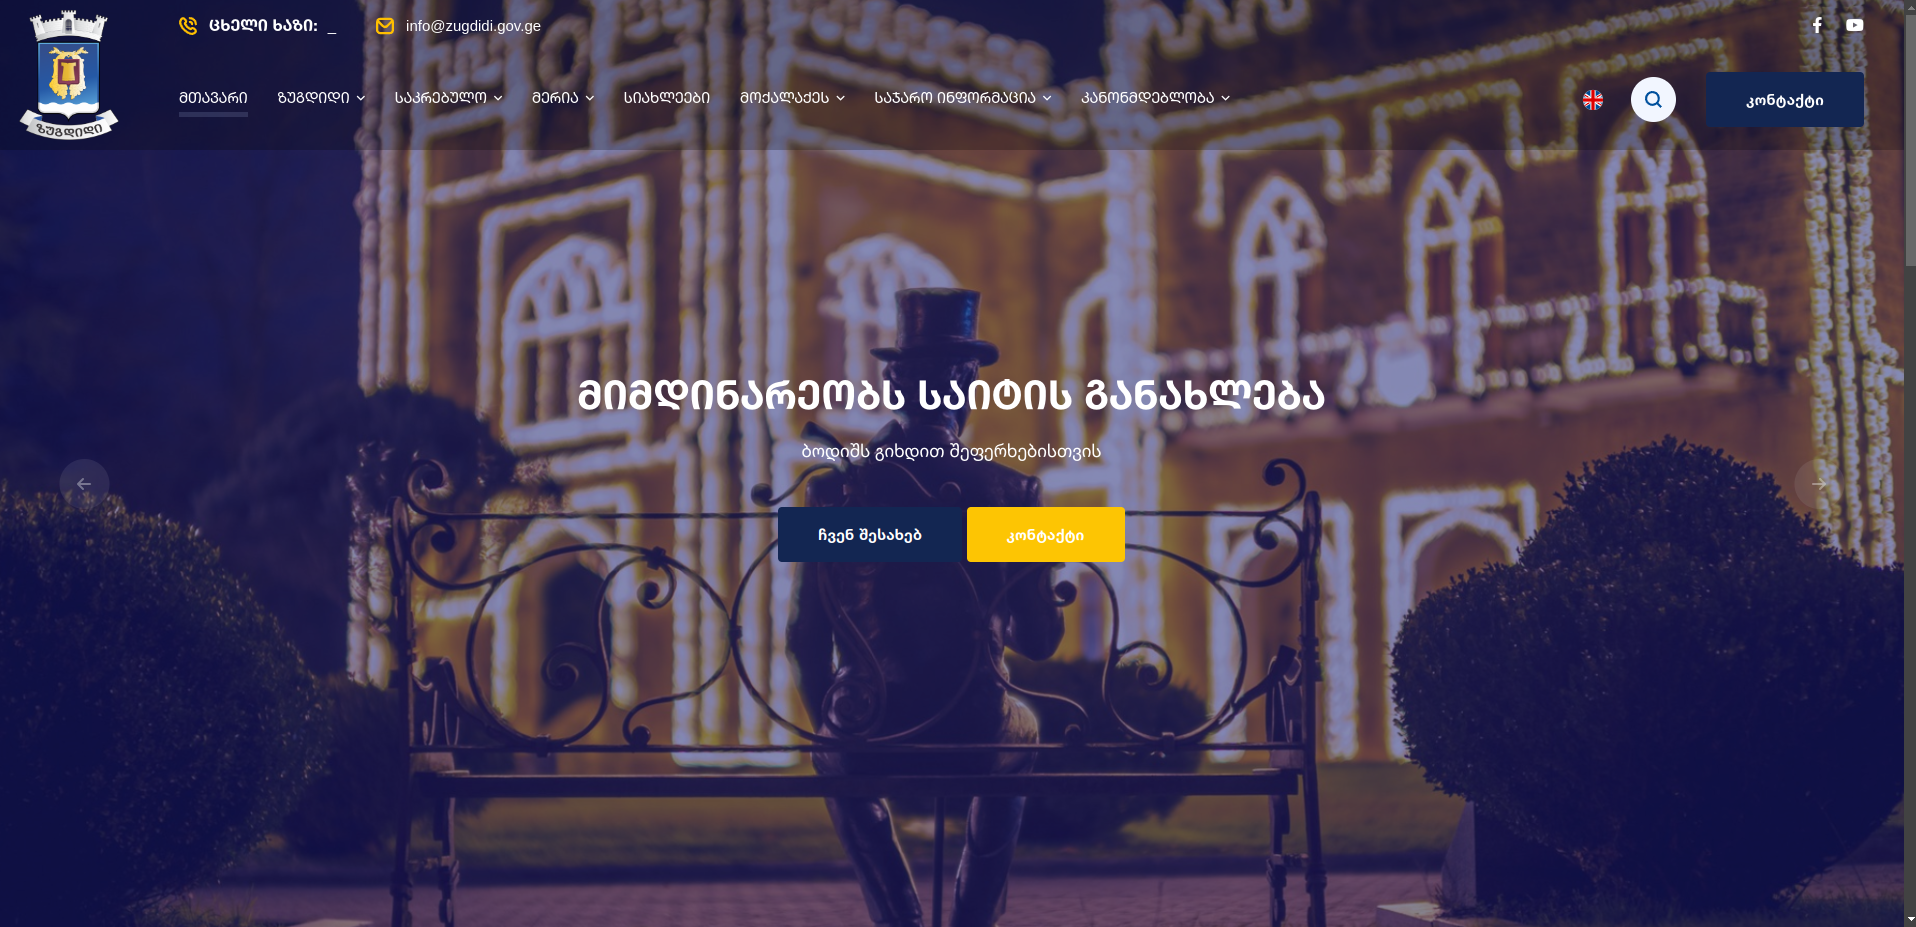 ცხელი ხაზი: _
info@zugdidi.gov.ge
ზუგდიდი
მთავარი
ზუგდიდი
საკრებულო
მერია
სიახლეები
მოქალაქეს
საჯარო ინფორმაცია
კანონმდებლობა
კონტაქტი
მიმდინარეობს საიტის განახლება
ბოდიშს გიხდით შეფერხებისთვის
ჩვენ შესახებ
კონტაქტი